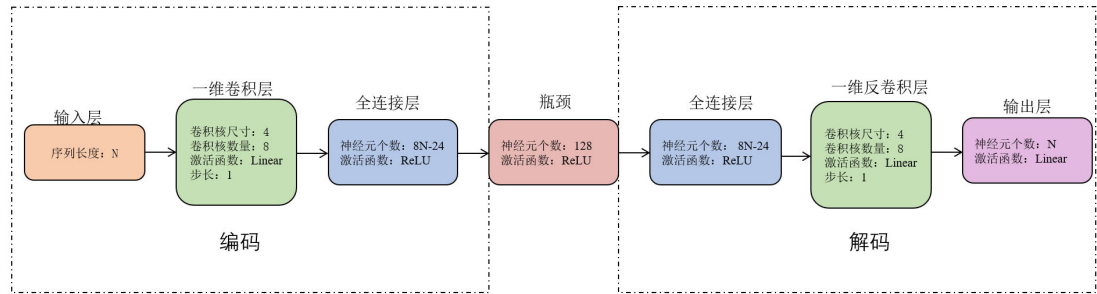 输入层
序列长度：N
一维卷积层
卷积核尺寸：4
卷积核数量：8
激活函数：Linear
步长：1
全连接层
神经元个数：8N-24
激活函数：ReLU
编码
瓶颈
神经元个数：128
激活函数：ReLU
全连接层
神经元个数：8N-24
激活函数：ReLU
一维反卷积层
卷积核尺寸：4
卷积核数量：8
激活函数：Linear
步长：1
输出层
神经元个数：N
激活函数：Linear
解码